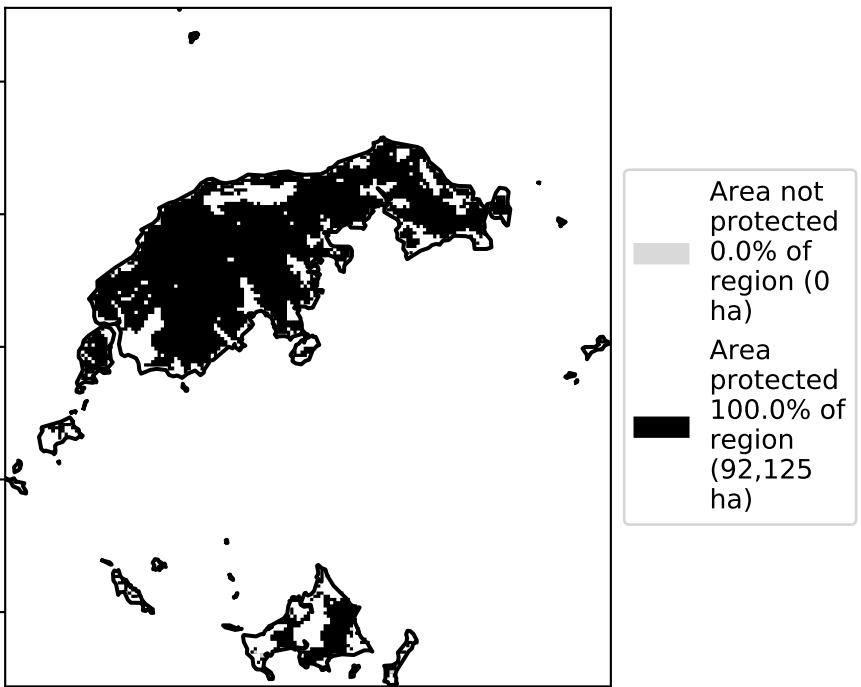 Area not
protected
0.0% of
region (0
ha)
Area
protected
100.0% of
region
(92,125
ha)